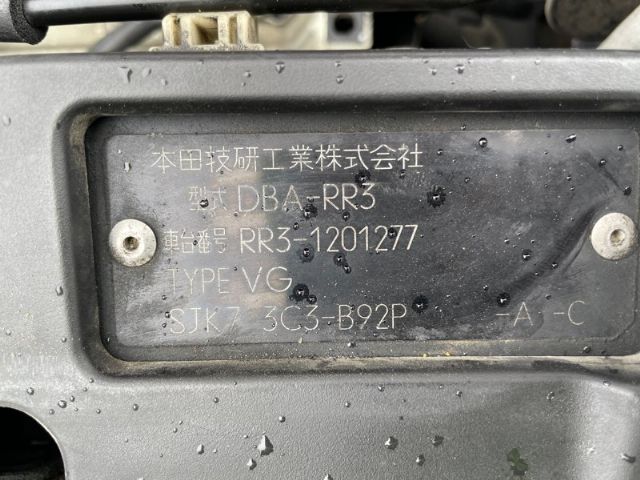 本田技研工業株式会社
型式 DBA-RR3
車台番号 RR3-1201277
TYPE VG
SJK7 3C3-B92P -A -C